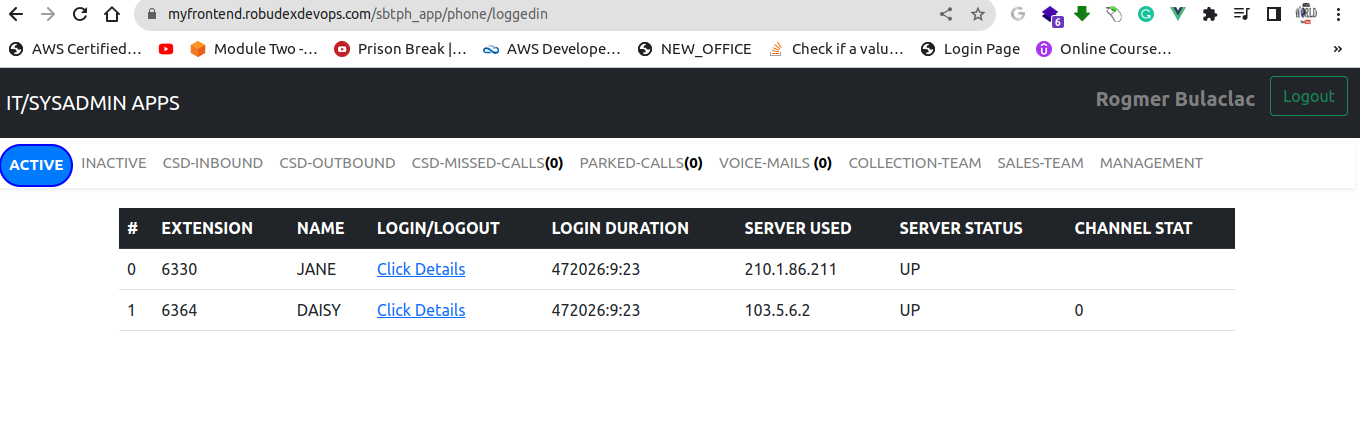 myfrontend.robudexdevops.com/sbtph_app/phone/loggedin
6
AWS Certified… Module Two -… Prison Break |… AWS Develope… NEW_OFFICE Check if a valu… Login Page Online Course… »
IT/SYSADMIN APPS Rogmer Bulaclac Logout
ACTIVE INACTIVE CSD-INBOUND CSD-OUTBOUND CSD-MISSED-CALLS(0) PARKED-CALLS(0) VOICE-MAILS (0) COLLECTION-TEAM SALES-TEAM MANAGEMENT
# EXTENSION NAME LOGIN/LOGOUT LOGIN DURATION SERVER USED SERVER STATUS CHANNEL STAT
0 6330 JANE Click Details 472026:9:23 210.1.86.211 UP
1 6364 DAISY Click Details 472026:9:23 103.5.6.2 UP 0